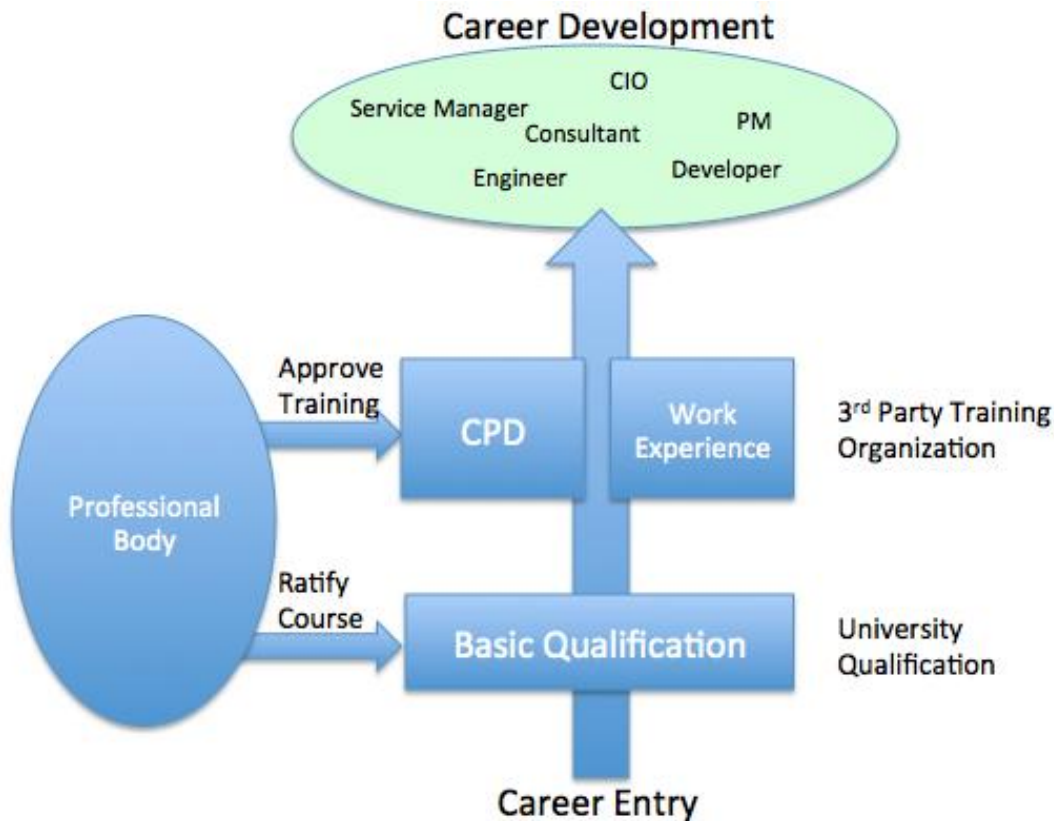 Career Development
CIO
Service Manager
PM
Consultant
Developer
Engineer
Approve
Training
CPD
Work
Experience
3rd Party Training
Organization
Professional
Body
Ratify
Course
Basic Qualification
University
Qualification
Career Entry